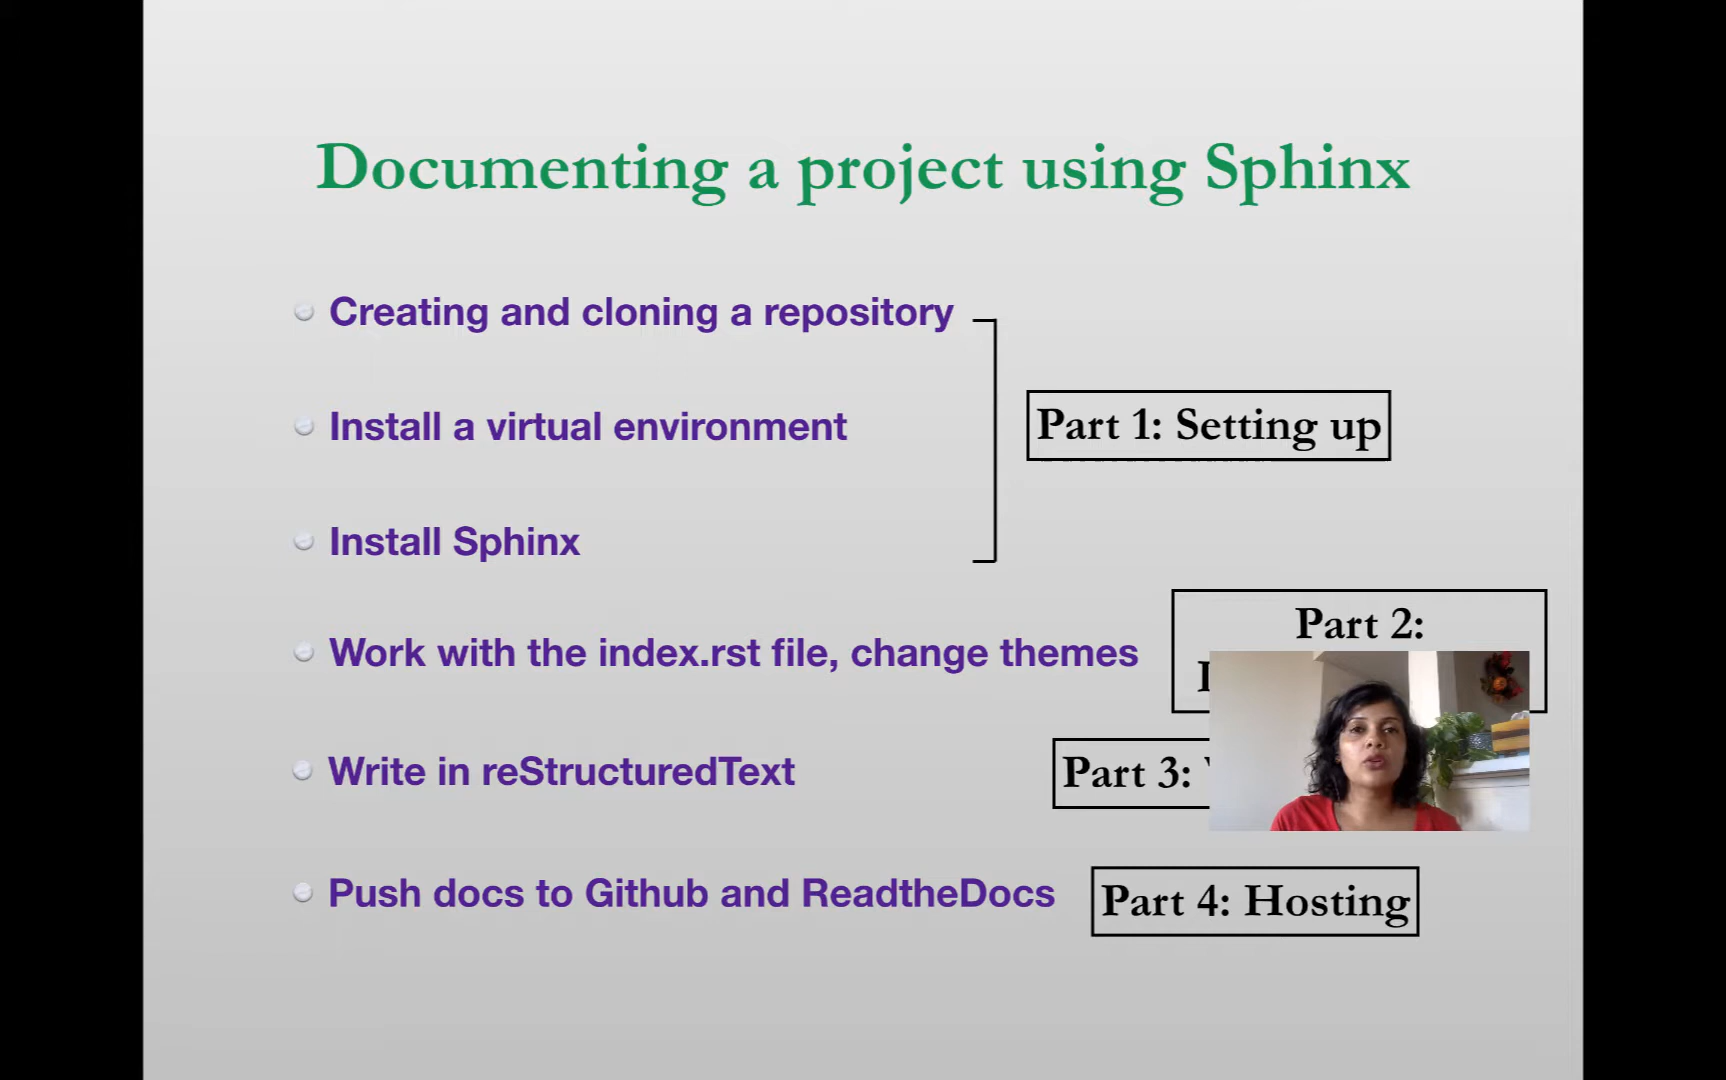 Documenting a project using Sphinx
Creating and cloning a repository
Install a virtual environment
Part 1: Setting up
Install Sphinx
Part 2:
Work with the index.rst file, change themes
Write in reStructuredText
Part 3:
Push docs to Github and ReadtheDocs
Part 4: Hosting